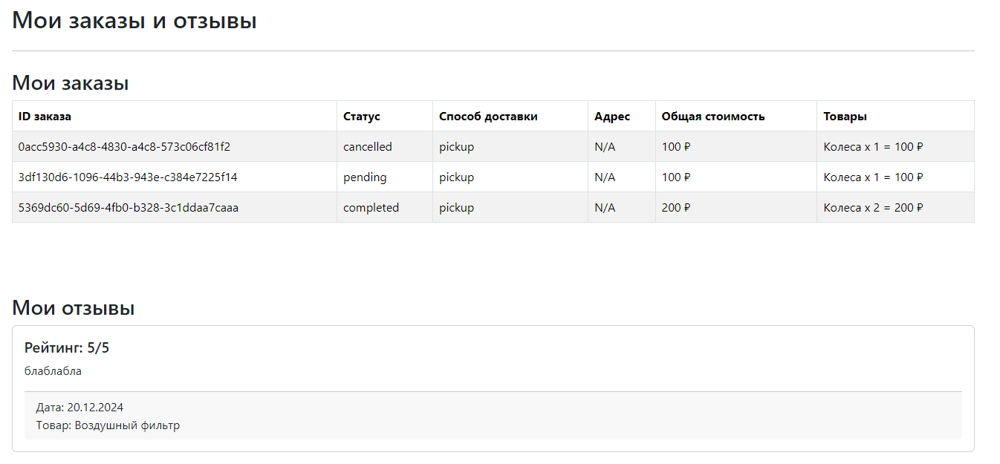 Мои заказы и отзывы
Мои заказы
ID заказа Статус Способ доставки Адрес Общая стоимость Товары
0acc5930-a4c8-4830-a4c8-573c06cf81f2 cancelled pickup N/A 100 ₽ Колеса x 1 = 100 ₽
3df130d6-1096-44b3-943e-c384e7225f14 pending pickup N/A 100 ₽ Колеса x 1 = 100 ₽
5369dc60-5d69-4fb0-b328-3c1ddaa7caaa completed pickup N/A 200 ₽ Колеса x 2 = 200 ₽
Мои отзывы
Рейтинг: 5/5
блаблабла
Дата: 20.12.2024
Товар: Воздушный фильтр